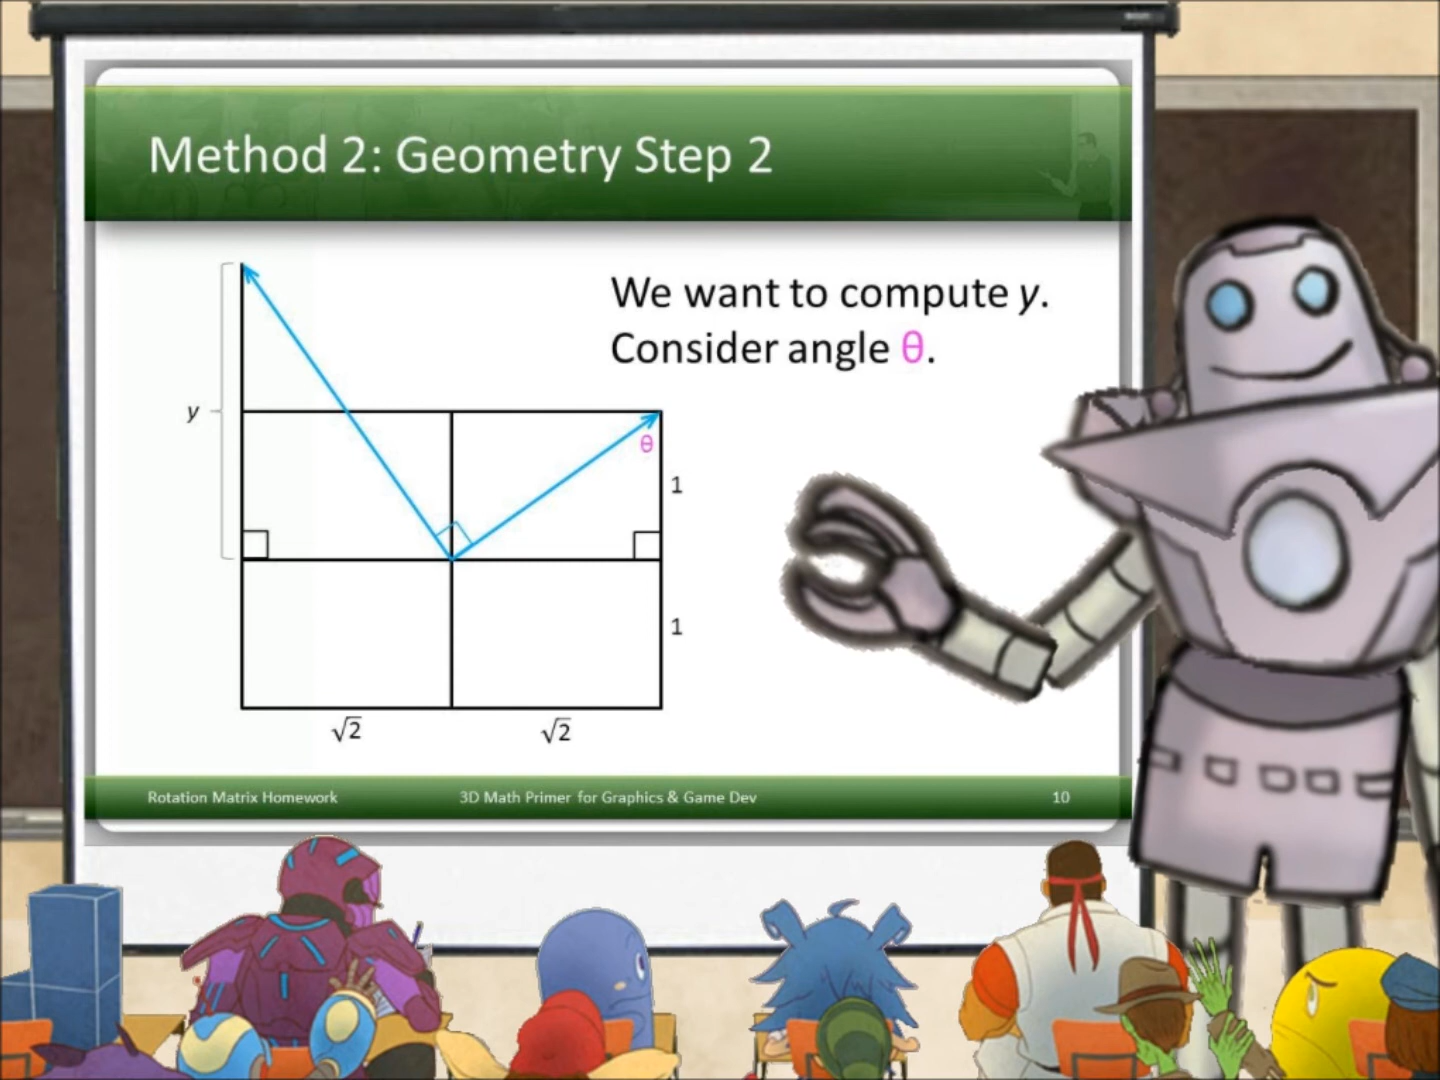 Method 2: Geometry Step 2
We want to compute y.
Consider angle θ.
y
θ
1
1
√2
√2
Rotation Matrix Homework
3D Math Primer for Graphics & Game Dev
10